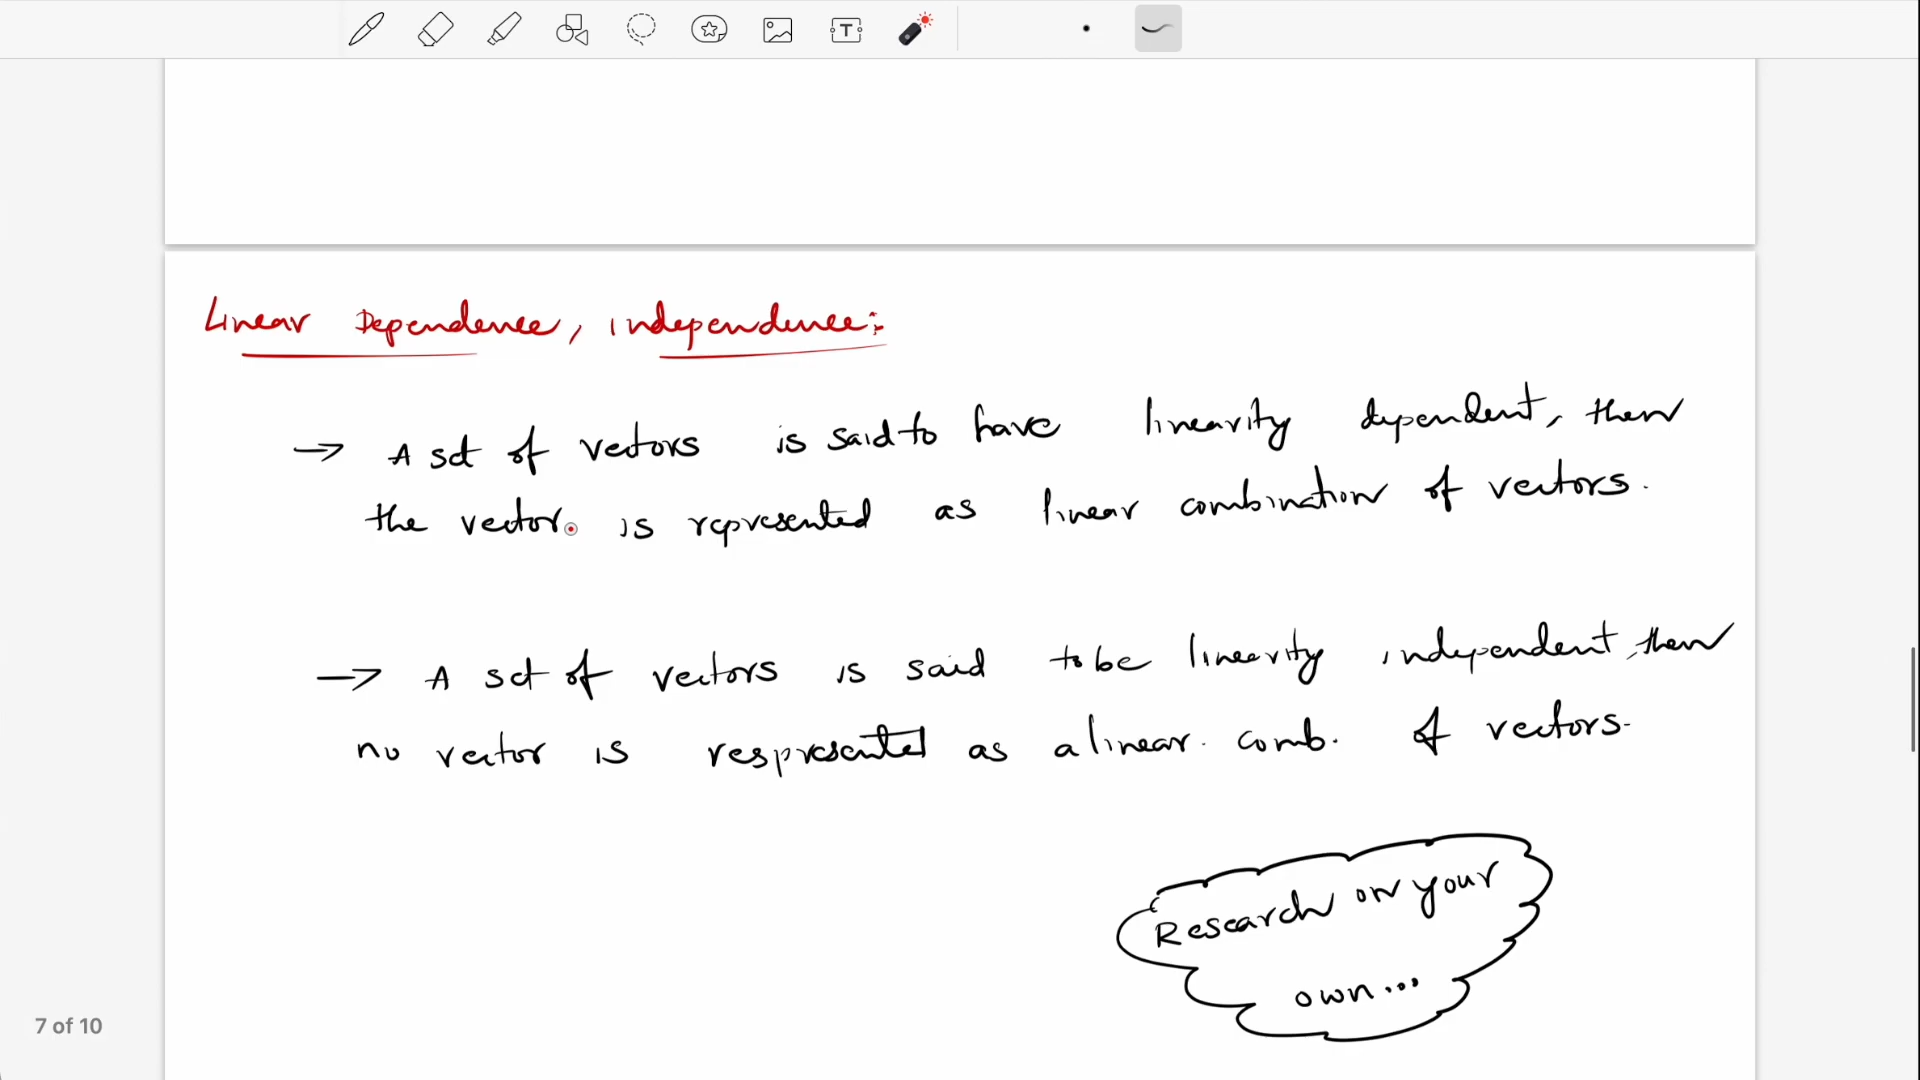 Linear Dependence, independence:
→ A set of vectors is said to have linearity dependent, then
the vector is represented as linear combination of vectors.
→ A set of vectors is said to be linearity independent, then
no vector is respresented as a linear. comb. of vectors.
Research on your
own...
7 of 10